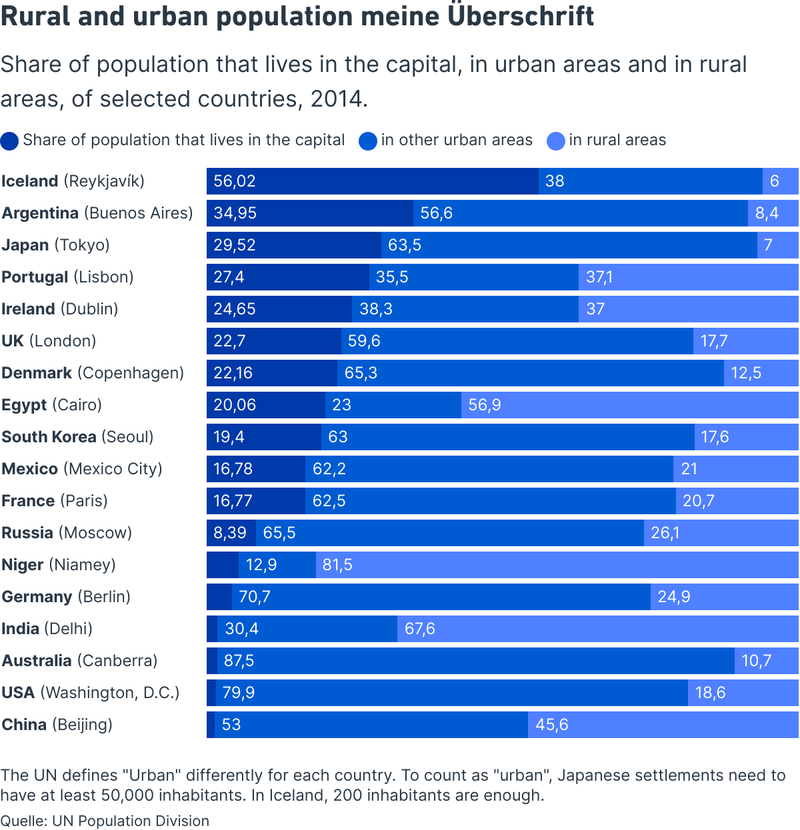 Rural and urban population meine Überschrift
Share of population that lives in the capital, in urban areas and in rural
areas, of selected countries, 2014.
Share of population that lives in the capital in other urban areas in rural areas
Iceland (Reykjavík) 56,02 38 6
Argentina (Buenos Aires) 34,95 56,6 8,4
Japan (Tokyo) 29,52 63,5 7
Portugal (Lisbon) 27,4 35,5 37,1
Ireland (Dublin) 24,65 38,3 37
UK (London) 22,7 59,6 17,7
Denmark (Copenhagen) 22,16 65,3 12,5
Egypt (Cairo) 20,06 23 56,9
South Korea (Seoul) 19,4 63 17,6
Mexico (Mexico City) 16,78 62,2 21
France (Paris) 16,77 62,5 20,7
Russia (Moscow) 8,39 65,5 26,1
Niger (Niamey) 12,9 81,5
Germany (Berlin) 70,7 24,9
India (Delhi) 30,4 67,6
Australia (Canberra) 87,5 10,7
USA (Washington, D.C.) 79,9 18,6
China (Beijing) 53 45,6
The UN defines "Urban" differently for each country. To count as "urban", Japanese settlements need to
have at least 50,000 inhabitants. In Iceland, 200 inhabitants are enough.
Quelle: UN Population Division